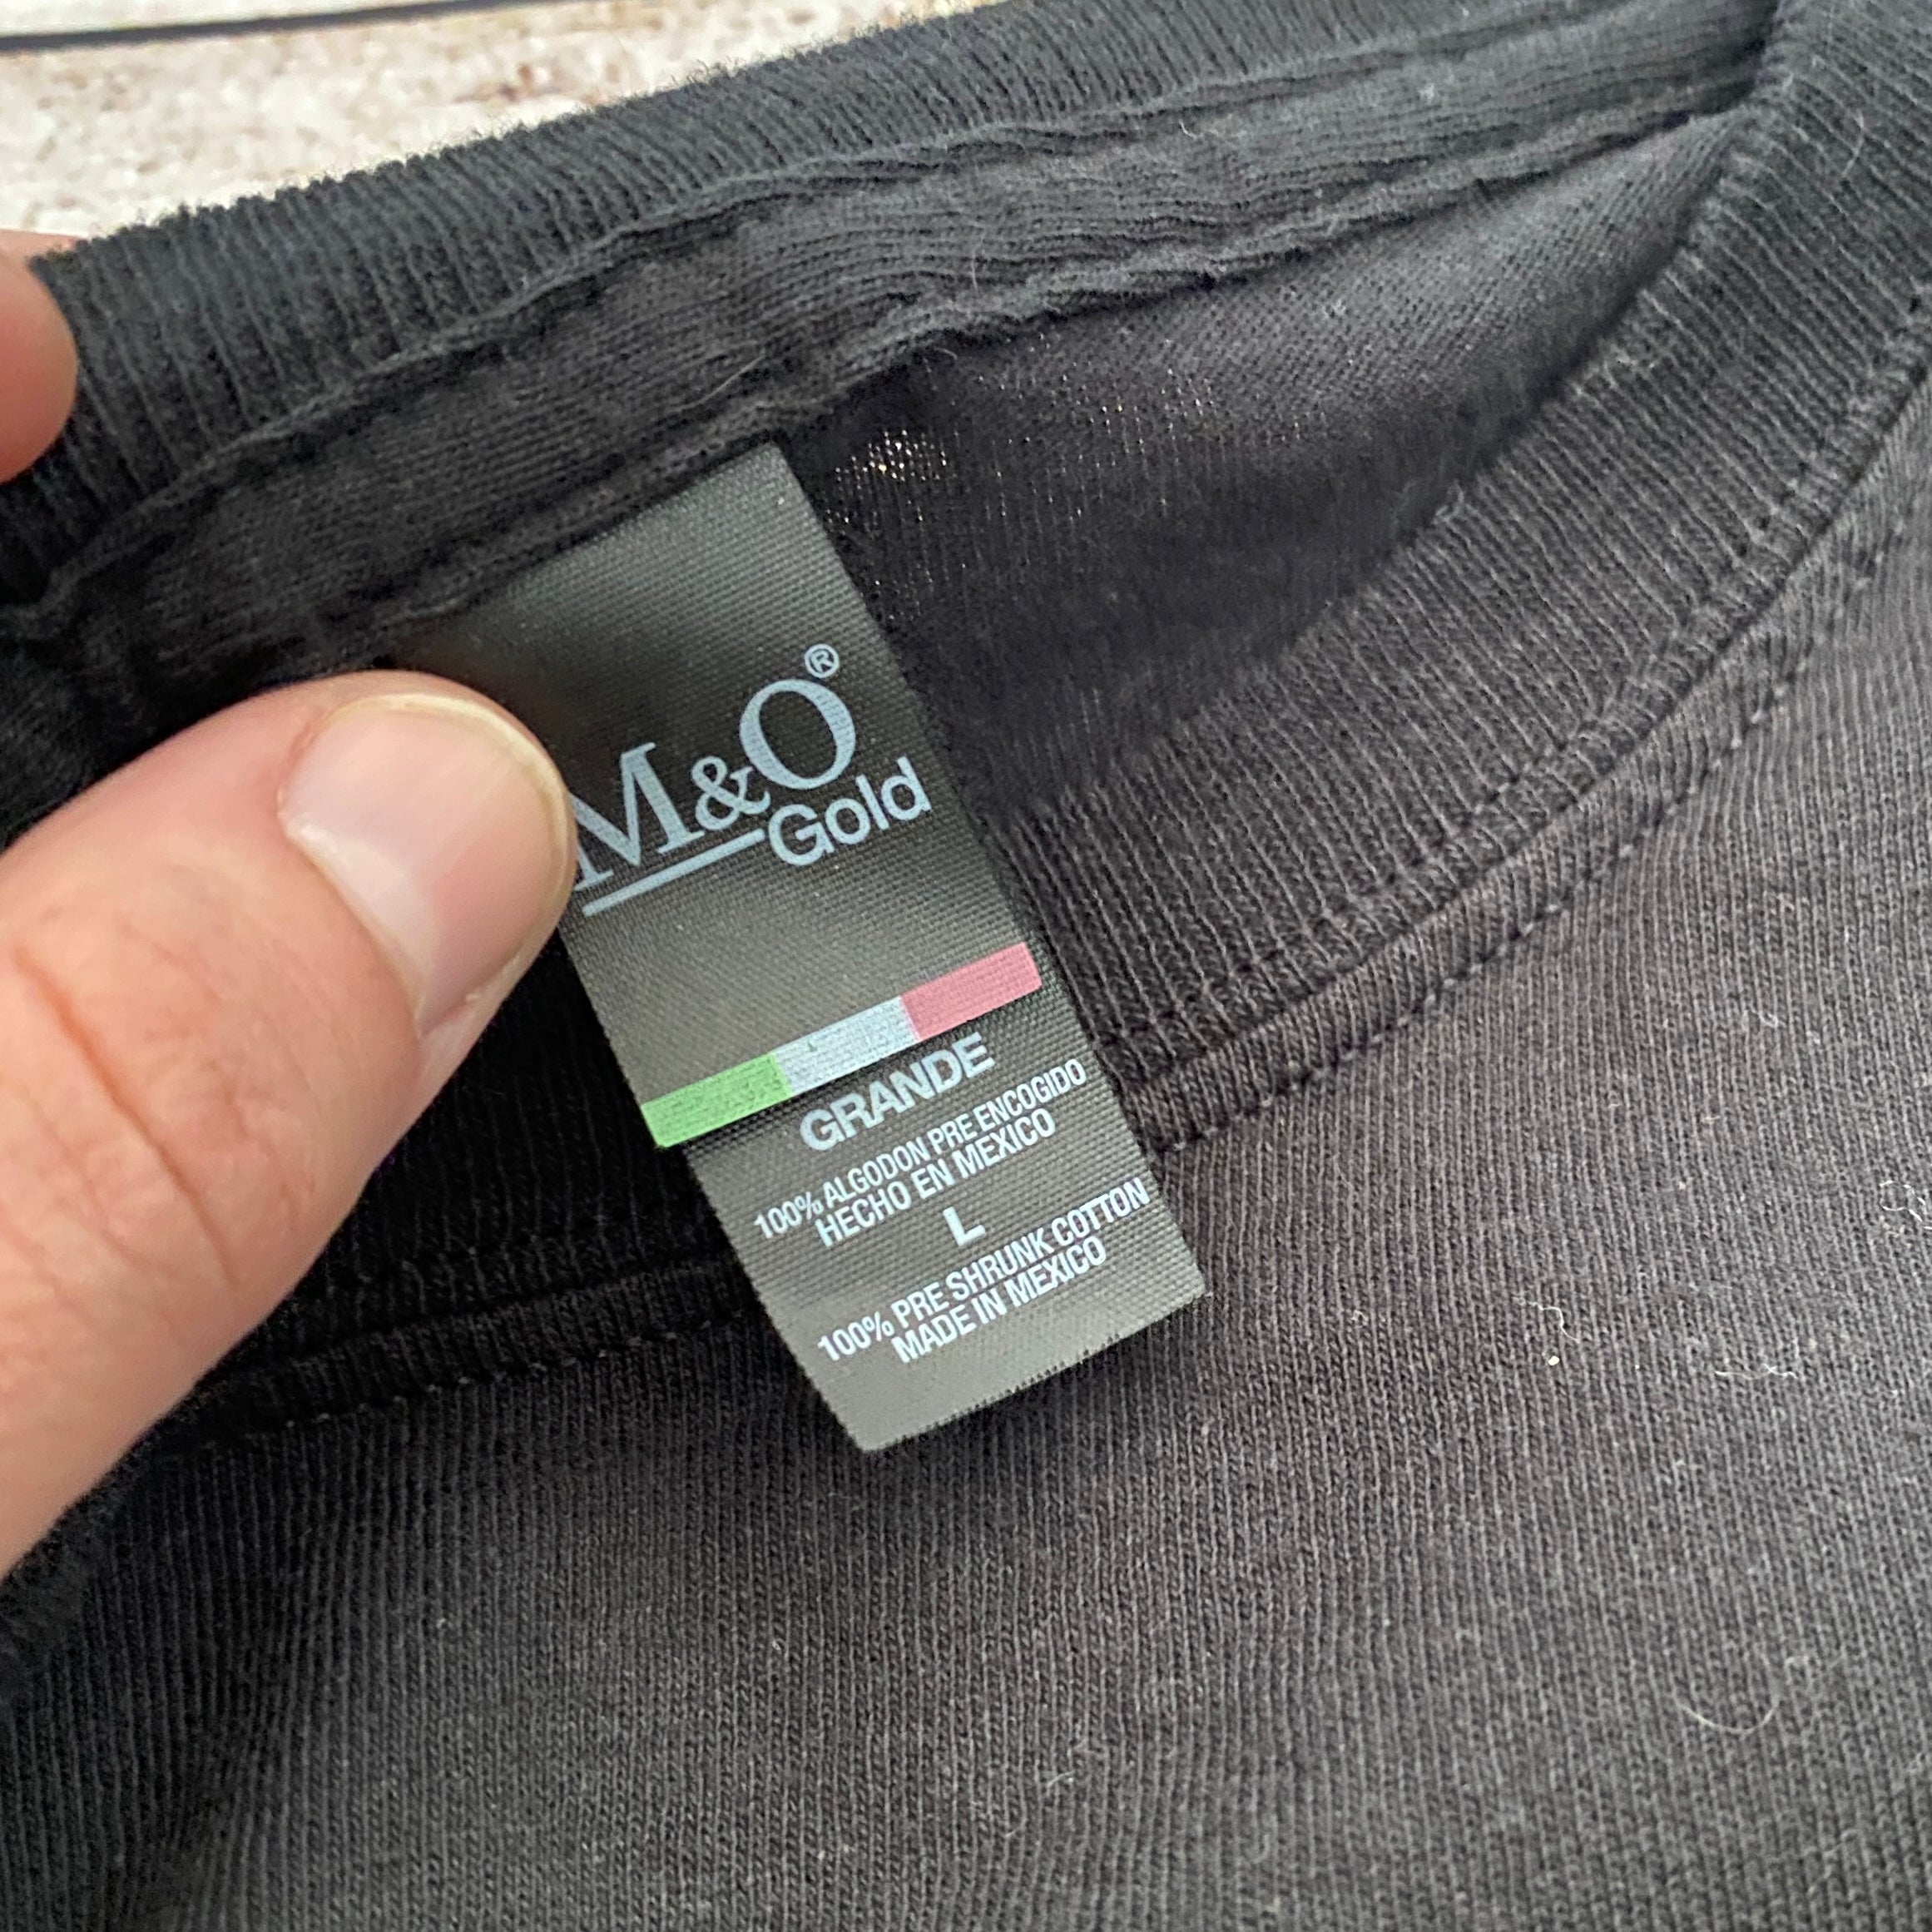 M&O®
Gold
GRANDE
100% ALGODON PRE ENCOGIDO
HECHO EN MEXICO
L
100% PRE SHRUNK COTTON
MADE IN MEXICO